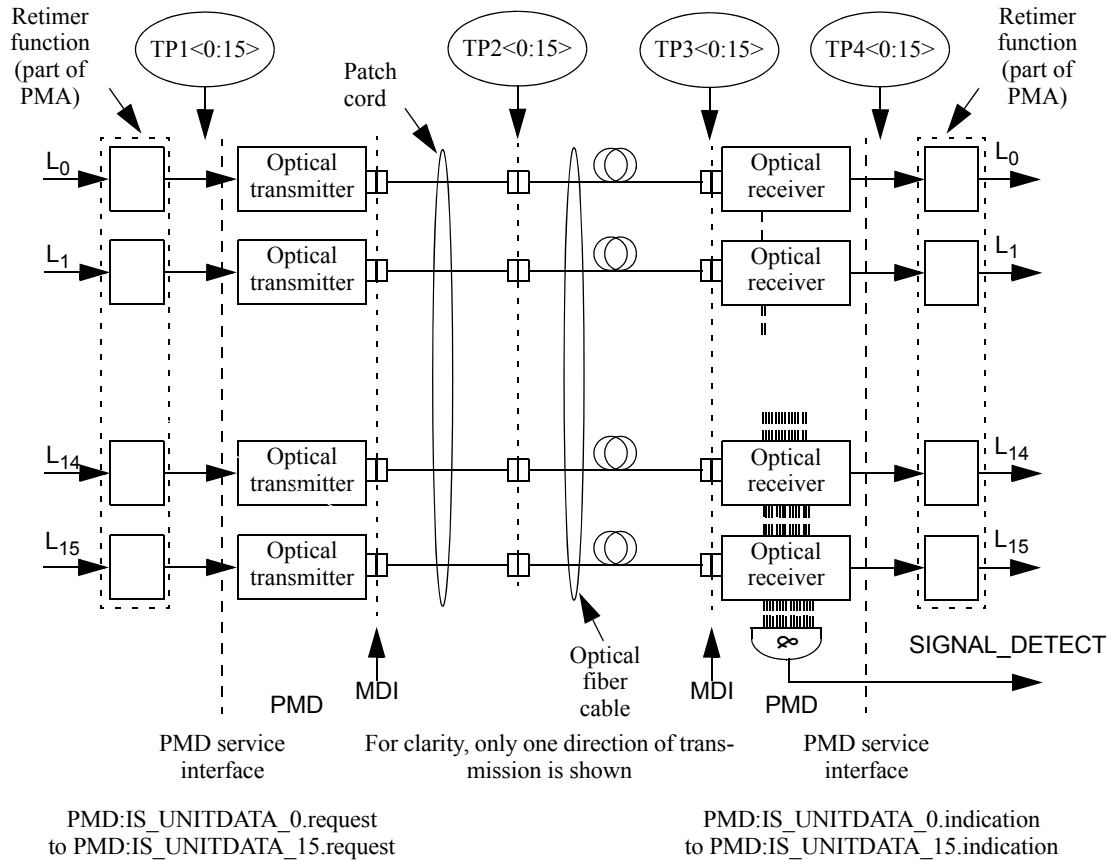 Retimer
function
(part of
PMA)
TP1<0:15>
TP2<0:15>
TP3<0:15>
TP4<0:15>
Retimer
function
(part of
PMA)
Patch
cord
L0
Optical
transmitter
Optical
receiver
L0
L1
Optical
transmitter
Optical
receiver
L1
L14
Optical
transmitter
Optical
receiver
L14
L15
Optical
transmitter
Optical
receiver
L15
&
SIGNAL_DETECT
PMD
MDI
Optical
fiber
cable
MDI
PMD
PMD service
interface
For clarity, only one direction of trans-
mission is shown
PMD service
interface
PMD:IS_UNITDATA_0.request
to PMD:IS_UNITDATA_15.request
PMD:IS_UNITDATA_0.indication
to PMD:IS_UNITDATA_15.indication